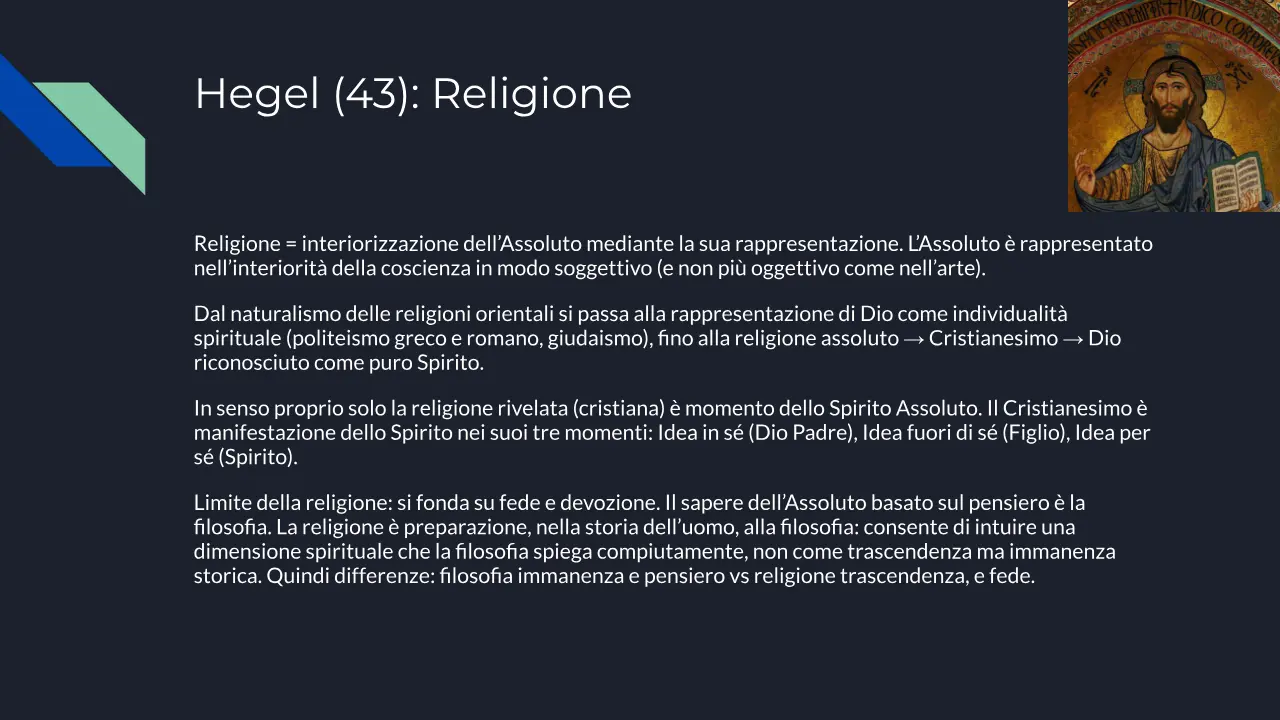 Hegel (43): Religione
NSA REDEMPTR IVDICO CORPORE
Religione = interiorizzazione dell’Assoluto mediante la sua rappresentazione. L’Assoluto è rappresentato
nell’interiorità della coscienza in modo soggettivo (e non più oggettivo come nell’arte).
Dal naturalismo delle religioni orientali si passa alla rappresentazione di Dio come individualità
spirituale (politeismo greco e romano, giudaismo), fino alla religione assoluto → Cristianesimo → Dio
riconosciuto come puro Spirito.
In senso proprio solo la religione rivelata (cristiana) è momento dello Spirito Assoluto. Il Cristianesimo è
manifestazione dello Spirito nei suoi tre momenti: Idea in sé (Dio Padre), Idea fuori di sé (Figlio), Idea per
sé (Spirito).
Limite della religione: si fonda su fede e devozione. Il sapere dell’Assoluto basato sul pensiero è la
filosofia. La religione è preparazione, nella storia dell’uomo, alla filosofia: consente di intuire una
dimensione spirituale che la filosofia spiega compiutamente, non come trascendenza ma immanenza
storica. Quindi differenze: filosofia immanenza e pensiero vs religione trascendenza, e fede.